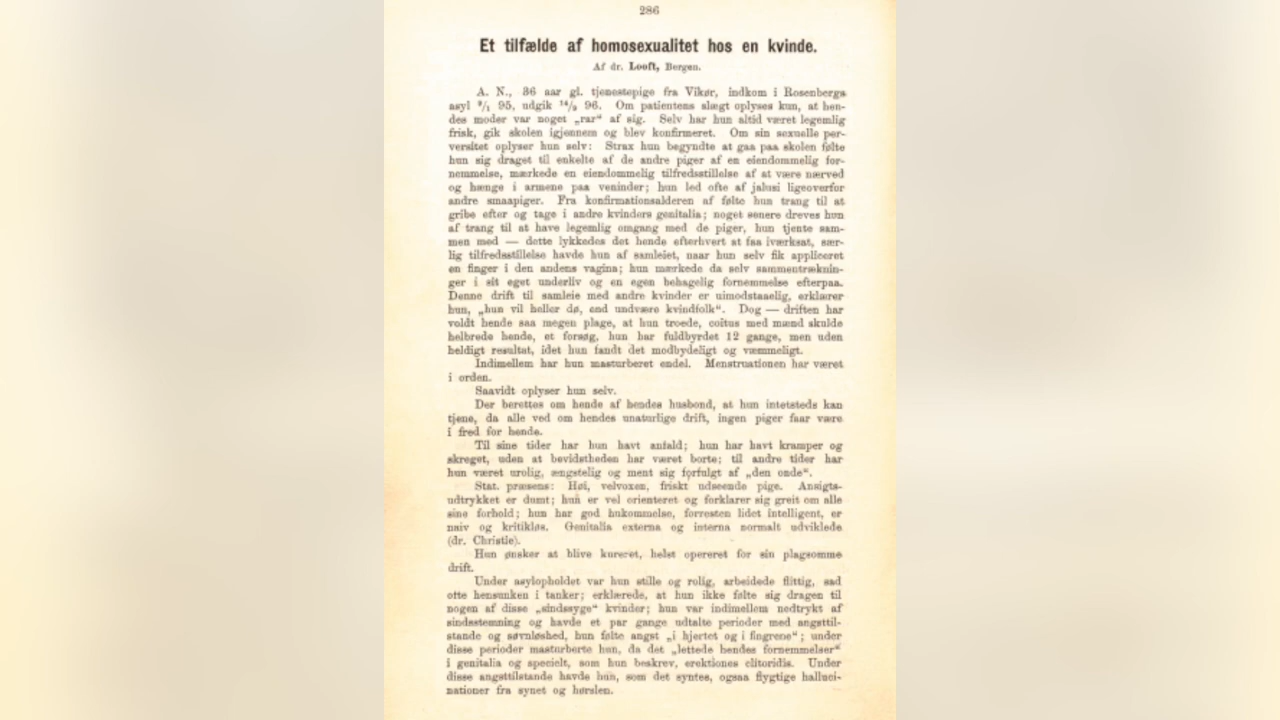 286
Et tilfælde af homosexualitet hos en kvinde.
Af dr. Looft, Bergen.
A. N., 36 aar gl. tjenestepige fra Vikør, indkom i Rosenbergs
asyl 9/1 95, udgik 14/9 96. Om patientens slægt oplyses kun, at hen-
des moder var noget „rar“ af sig. Selv har hun altid været legemlig
frisk, gik skolen igjennem og blev konfirmeret. Om sin sexuelle per-
versitet oplyser hun selv: Strax hun begyndte at gaa paa skolen følte
hun sig draget til enkelte af de andre piger af en eiendommelig for-
nemmelse, mærkede en eiendommelig tilfredsstillelse af at være nærved
og hænge i armene paa veninder; hun led ofte af jalusi ligeoverfor
andre smaapiger. Fra konfirmationsalderen af følte hun trang til at
gribe efter og tage i andre kvinders genitalia; noget senere dreves hun
af trang til at have legemlig omgang med de piger, hun tjente sam-
men med — dette lykkedes det hende efterhvert at faa iværksat, sær-
lig tilfredsstillelse havde hun af samleiet, naar hun selv fik appliceret
en finger i den andens vagina; hun mærkede da selv sammentræknin-
ger i sit eget underliv og en egen behagelig fornemmelse efterpaa.
Denne drift til samleie med andre kvinder er uimodstaaelig, erklærer
hun, „hun vil heller dø, end undvære kvindfolk“. Dog — driften har
voldt hende saa megen plage, at hun troede, coitus med mænd skulde
helbrede hende, et forsøg, hun har fuldbyrdet 12 gange, men uden
heldigt resultat, idet hun fandt det modbydeligt og væmmeligt.
Indimellem har hun masturberet endel. Menstruationen har været
i orden.
Saavidt oplyser hun selv.
Der berettes om hende af hendes husbond, at hun intetsteds kan
tjene, da alle ved om hendes unaturlige drift, ingen piger faar være
i fred for hende.
Til sine tider har hun havt anfald; hun har havt kramper og
skreget, uden at bevidstheden har været borte; til andre tider har
hun været urolig, ængstelig og ment sig forfulgt af „den onde“.
Stat. præsens: Høi, velvoxen, friskt udseende pige. Ansigts-
udtrykket er dumt; hun er vel orienteret og forklarer sig greit om alle
sine forhold; hun har god hukommelse, forresten lidet intelligent, er
naiv og kritikløs. Genitalia externa og interna normalt udviklede
(dr. Christie).
Hun ønsker at blive kureret, helst opereret for sin plagsomme
drift.
Under asylopholdet var hun stille og rolig, arbeidede flittig, sad
ofte hensunken i tanker; erklærede, at hun ikke følte sig dragen til
nogen af disse „sindssyge“ kvinder; hun var indimellem nedtrykt af
sindsstemning og havde et par gange udtalte perioder med angsttil-
stande og søvnløshed, hun følte angst „i hjertet og i fingrene“; under
disse perioder masturberte hun, da det „lettede hendes fornemmelser“
i genitalia og specielt, som hun beskrev, erektiones clitoridis. Under
disse angsttilstande havde hun, som det syntes, ogsaa flygtige halluci-
nationer fra synet og hørslen.